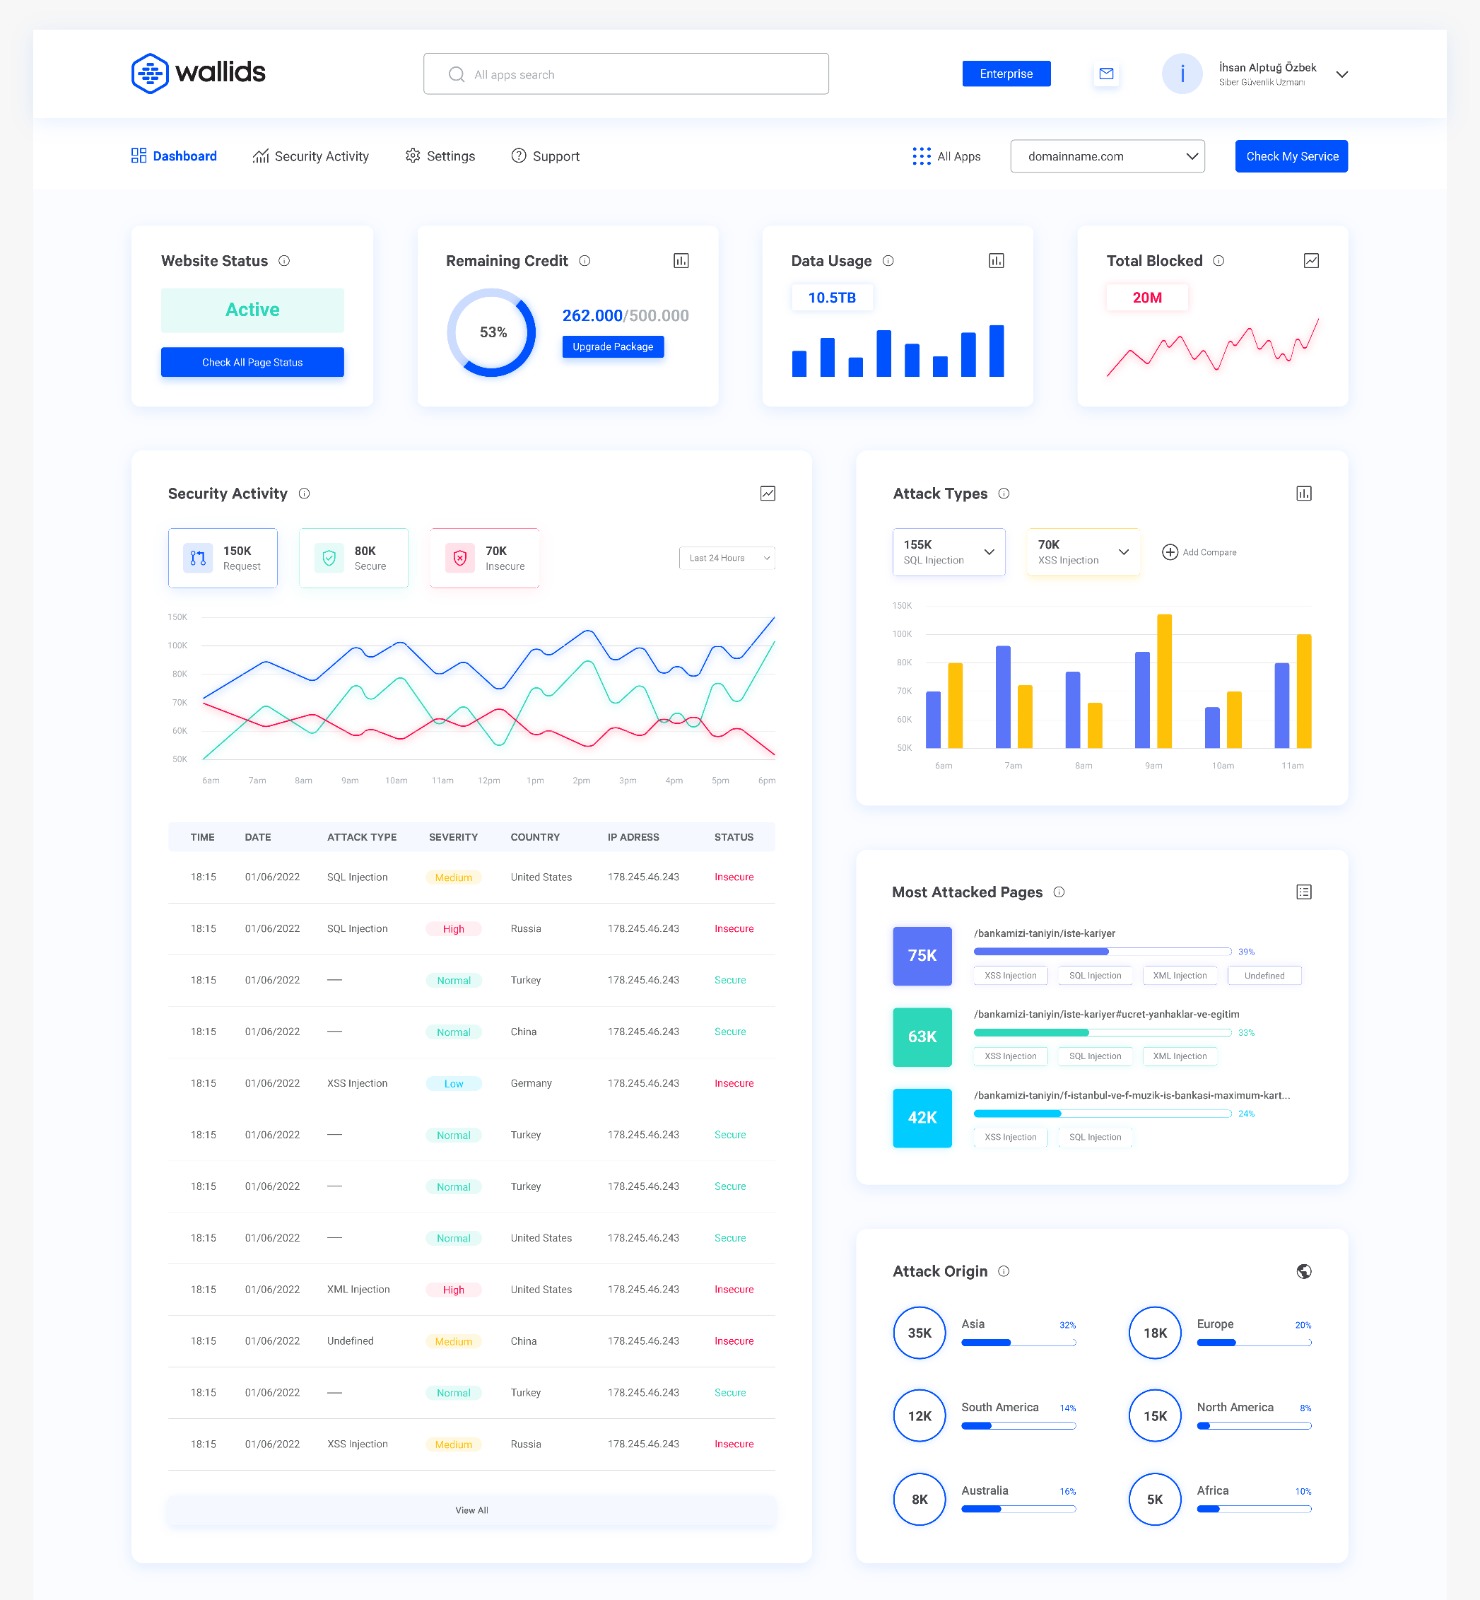 wallids
All apps search
Enterprise
i
İhsan Alptuğ Özbek
Siber Güvenlik Uzmanı
Dashboard
Security Activity
Settings
Support
All Apps
domainname.com
Check My Service
Website Status
Active
Check All Page Status
Remaining Credit
53%
262.000/500.000
Upgrade Package
Data Usage
10.5TB
Total Blocked
20M
Security Activity
150K
Request
80K
Secure
70K
Insecure
Last 24 Hours
150K
100K
80K
70K
60K
50K
6am 7am 8am 9am 10am 11am 12pm 1pm 2pm 3pm 4pm 5pm 6pm
TIME DATE ATTACK TYPE SEVERITY COUNTRY IP ADRESS STATUS
18:15 01/06/2022 SQL Injection Medium United States 178.245.46.243 Insecure
18:15 01/06/2022 SQL Injection High Russia 178.245.46.243 Insecure
18:15 01/06/2022 — Normal Turkey 178.245.46.243 Secure
18:15 01/06/2022 — Normal China 178.245.46.243 Secure
18:15 01/06/2022 XSS Injection Low Germany 178.245.46.243 Insecure
18:15 01/06/2022 — Normal Turkey 178.245.46.243 Secure
18:15 01/06/2022 — Normal Turkey 178.245.46.243 Secure
18:15 01/06/2022 — Normal United States 178.245.46.243 Secure
18:15 01/06/2022 XML Injection High United States 178.245.46.243 Insecure
18:15 01/06/2022 Undefined Medium China 178.245.46.243 Insecure
18:15 01/06/2022 — Normal Turkey 178.245.46.243 Secure
18:15 01/06/2022 XSS Injection Medium Russia 178.245.46.243 Insecure
View All
Attack Types
155K
SQL Injection
70K
XSS Injection
Add Compare
150K
100K
80K
70K
60K
50K
6am 7am 8am 9am 10am 11am
Most Attacked Pages
75K
/bankamizi-taniyin/iste-kariyer
39%
XSS Injection SQL Injection XML Injection Undefined
63K
/bankamizi-taniyin/iste-kariyer#ucret-yanhaklar-ve-egitim
33%
XSS Injection SQL Injection XML Injection
42K
/bankamizi-taniyin/f-istanbul-ve-f-muzik-is-bankasi-maximum-kart...
24%
XSS Injection SQL Injection
Attack Origin
35K Asia 32%
18K Europe 20%
12K South America 14%
15K North America 8%
8K Australia 16%
5K Africa 10%